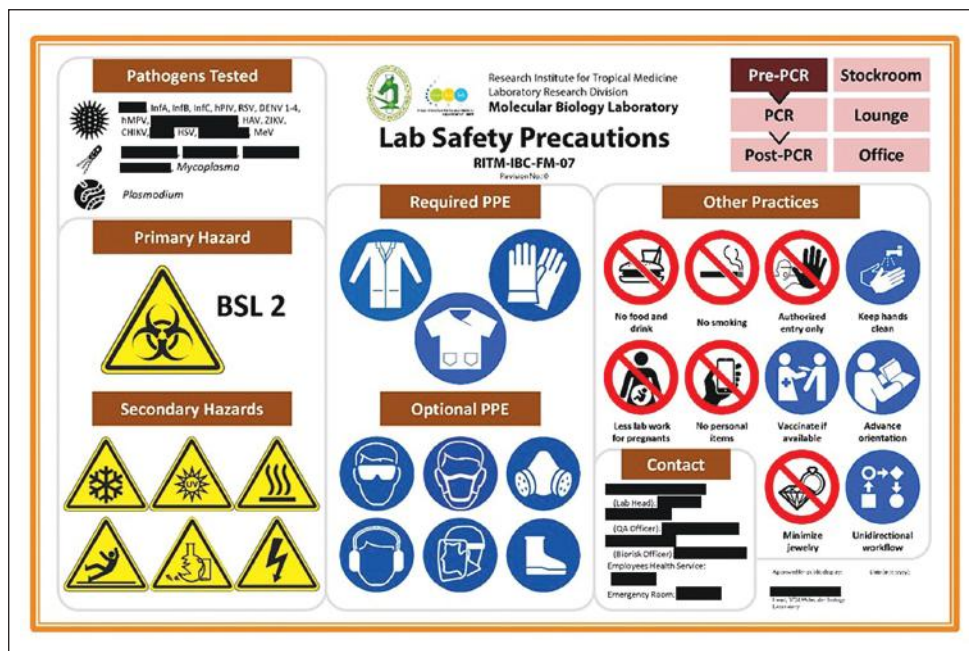 Pathogens Tested
InfA, InfB, InfC, hPIV, RSV, DENV 1-4,
hMPV, HAV, ZIKV,
CHIKV, HSV, , MeV
, Mycoplasma
Plasmodium
Research Institute for Tropical Medicine
Laboratory Research Division
Molecular Biology Laboratory
Lab Safety Precautions
RITM-IBC-FM-07
Revision No.: 0
Pre-PCR
Stockroom
PCR
Lounge
Post-PCR
Office
Primary Hazard
BSL 2
Secondary Hazards
UV
Required PPE
Optional PPE
Other Practices
No food and
drink
No smoking
Authorized
entry only
Keep hands
clean
Less lab work
for pregnants
No personal
items
Vaccinate if
available
Advance
orientation
Minimize
jewelry
Unidirectional
workflow
Contact
(Lab Head):
(QA Officer):
(Biorisk Officer)
Employees Health Service:
Emergency Room:
Laboratory